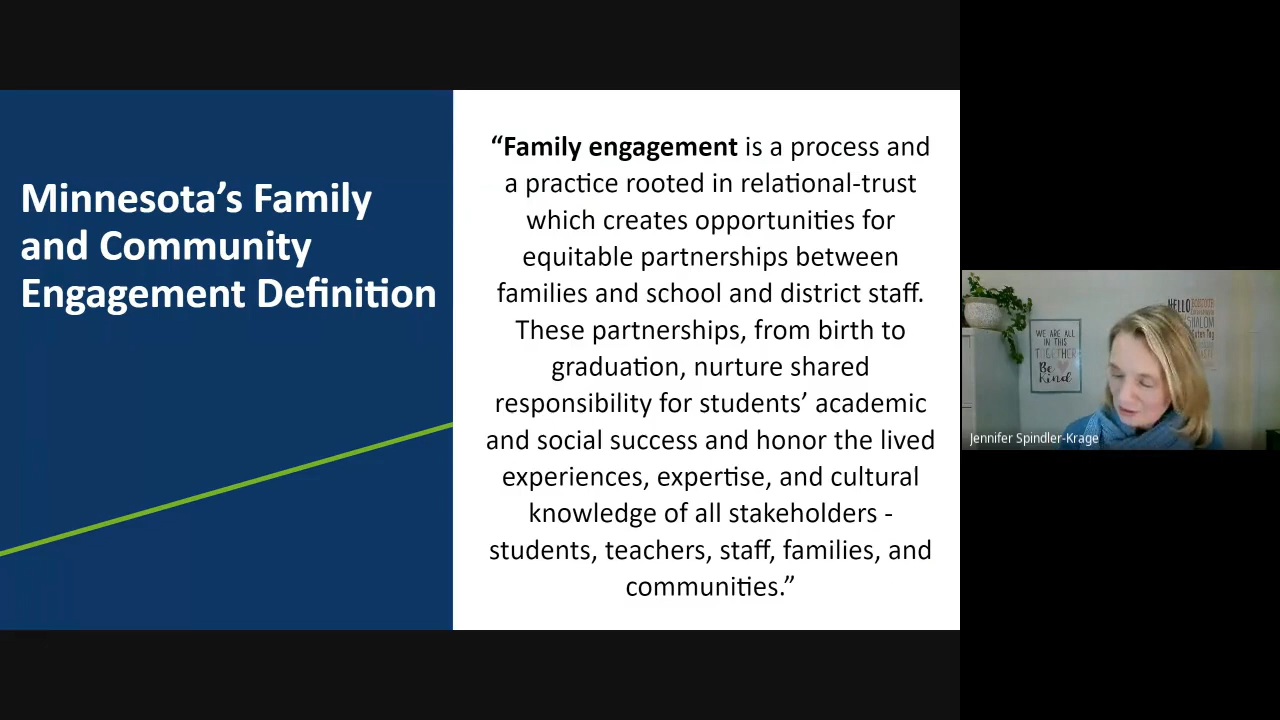 Minnesota’s Family
and Community
Engagement Definition
“Family engagement is a process and
a practice rooted in relational-trust
which creates opportunities for
equitable partnerships between
families and school and district staff.
These partnerships, from birth to
graduation, nurture shared
responsibility for students’ academic
and social success and honor the lived
experiences, expertise, and cultural
knowledge of all stakeholders -
students, teachers, staff, families, and
communities.”
WE ARE ALL
IN THIS
TOGETHER
Be
kind
HELLO
SHALOM
Jennifer Spindler-Krage